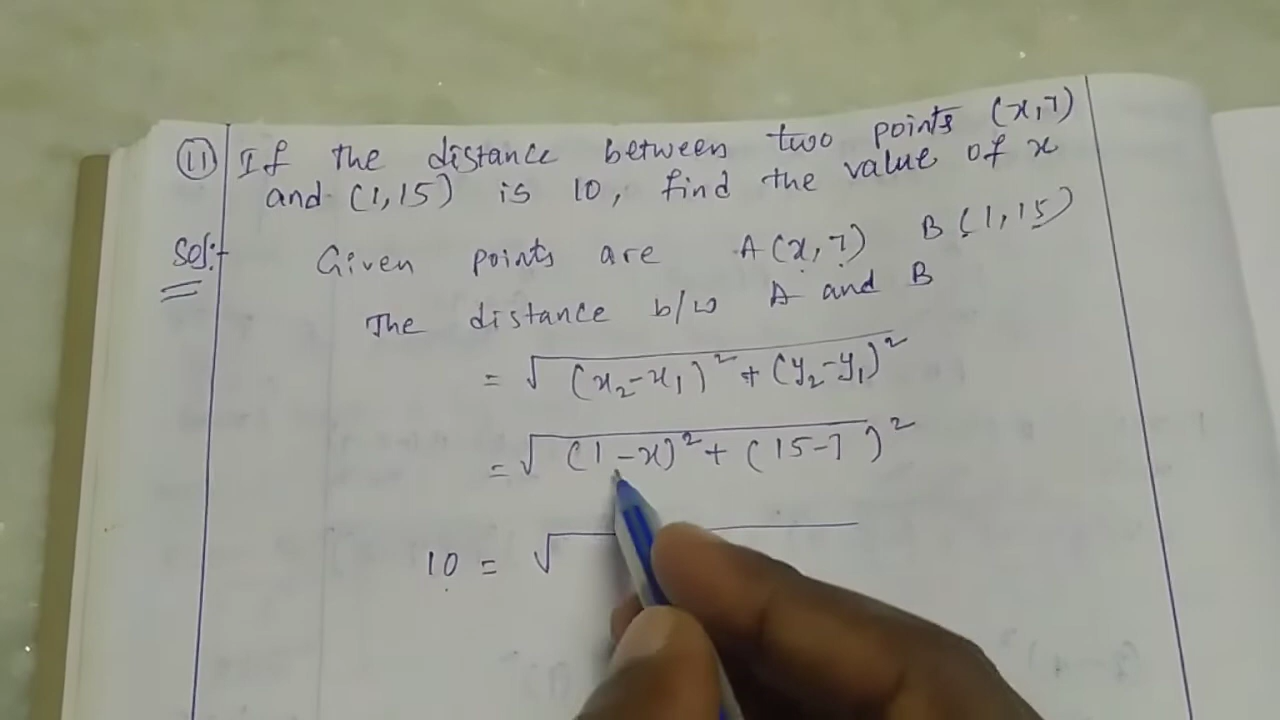 11 If the distance between two points (x,7)
and (1,15) is 10, find the value of x
Sol:- Given points are A(x,7) B(1,15)
The distance b/w A and B
= √(x₂-x₁)² + (y₂-y₁)²
= √(1-x)² + (15-7)²
10 = √